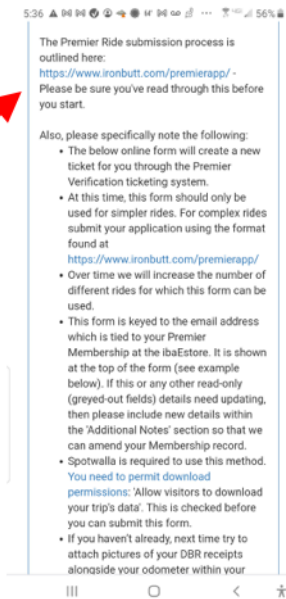 5:36
56%
The Premier Ride submission process is
outlined here:
https://www.ironbutt.com/premierapp/ -
Please be sure you've read through this before
you start.
Also, please specifically note the following:
• The below online form will create a new
ticket for you through the Premier
Verification ticketing system.
• At this time, this form should only be
used for simpler rides. For complex rides
submit your application using the format
found at
https://www.ironbutt.com/premierapp/
• Over time we will increase the number of
different rides for which this form can be
used.
• This form is keyed to the email address
which is tied to your Premier
Membership at the ibaEstore. It is shown
at the top of the form (see example
below). If this or any other read-only
(greyed-out fields) details need updating,
then please include new details within
the 'Additional Notes' section so that we
can amend your Membership record.
• Spotwalla is required to use this method.
You need to permit download
permissions: 'Allow visitors to download
your trip's data'. This is checked before
you can submit this form.
• If you haven't already, next time try to
attach pictures of your DBR receipts
alongside your odometer within your